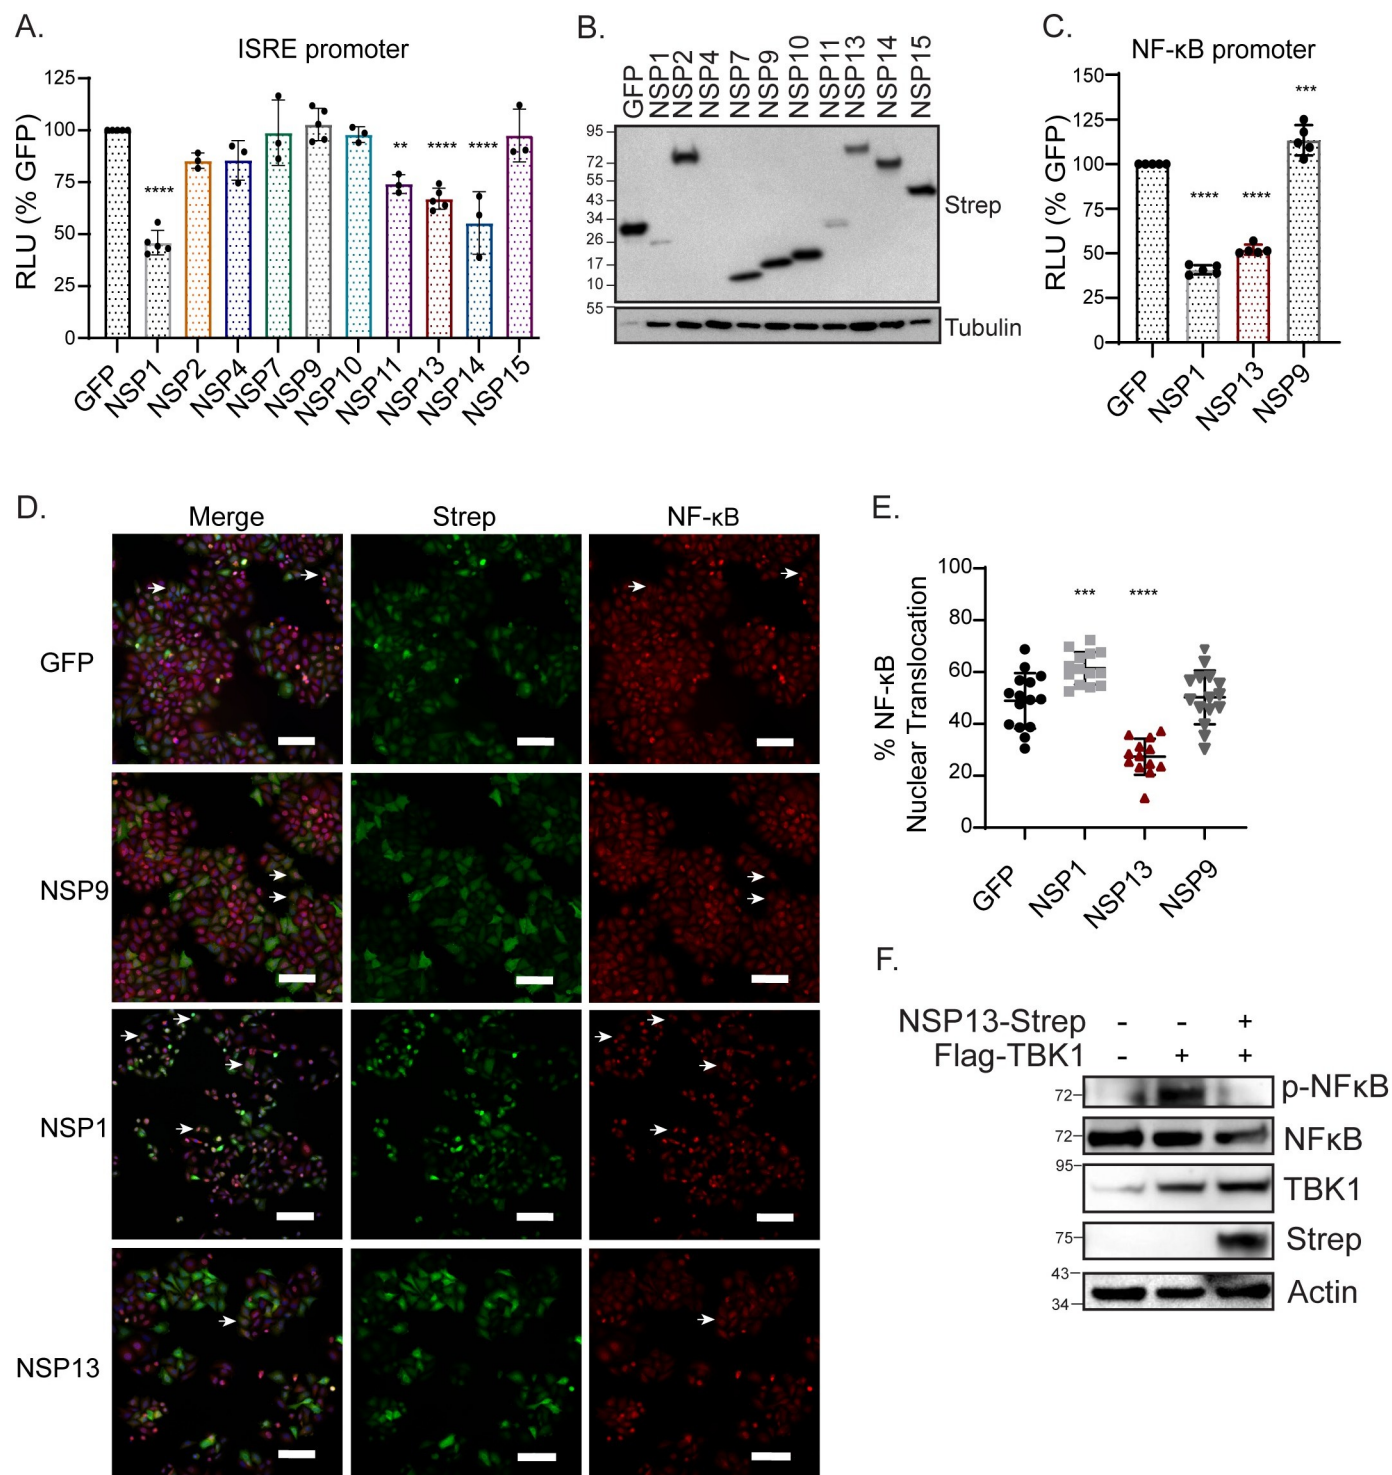 A.
ISRE promoter
RLU (% GFP)
125
100
75
50
25
0
** **** ****
****
GFP NSP1 NSP2 NSP4 NSP7 NSP9 NSP10 NSP11 NSP13 NSP14 NSP15
B.
GFP NSP1 NSP2 NSP4 NSP7 NSP9 NSP10 NSP11 NSP13 NSP14 NSP15
95
72
55
43
34
26
17
10
55
Strep
Tubulin
C.
NF-κB promoter
RLU (% GFP)
150
125
100
75
50
25
0
***
**** ****
GFP NSP1 NSP13 NSP9
D.
Merge Strep NF-κB
GFP
NSP9
NSP1
NSP13
E.
% NF-κB
Nuclear Translocation
100
80
60
40
20
0
*** ****
GFP NSP1 NSP13 NSP9
F.
NSP13-Strep - - +
Flag-TBK1 - + +
72 p-NFκB
72 NFκB
95
TBK1
75 Strep
43
34
Actin